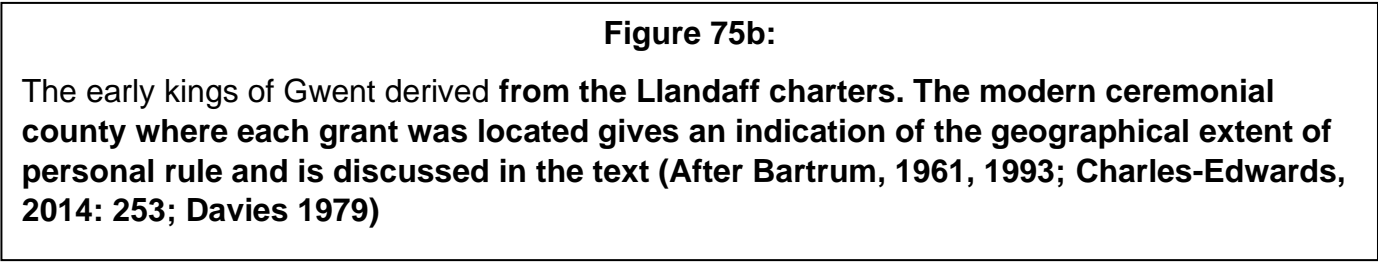 Figure 75b:
The early kings of Gwent derived from the Llandaff charters. The modern ceremonial
county where each grant was located gives an indication of the geographical extent of
personal rule and is discussed in the text (After Bartrum, 1961, 1993; Charles-Edwards,
2014: 253; Davies 1979)